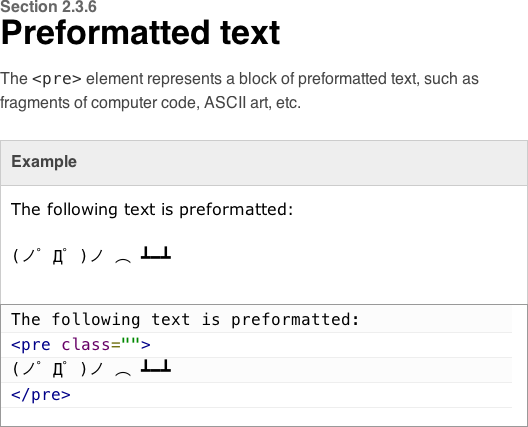 Section 2.3.6
Preformatted text
The <pre> element represents a block of preformatted text, such as
fragments of computer code, ASCII art, etc.
Example
The following text is preformatted:
(ノ゜Д゜)ノ ︵ ┻━┻
The following text is preformatted:
<pre class="">
(ノ゜Д゜)ノ ︵ ┻━┻
</pre>